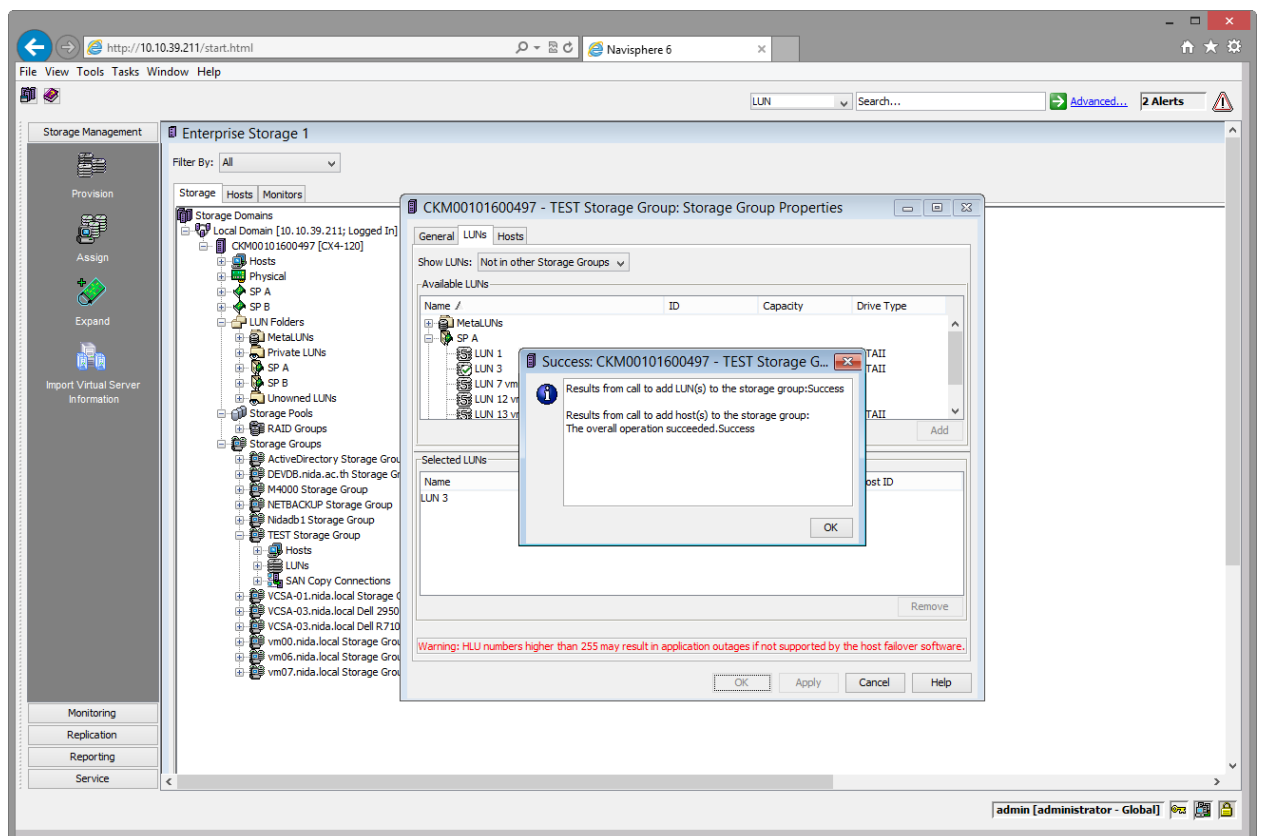 http://10.10.39.211/start.html
Navisphere 6
File View Tools Tasks Window Help
LUN
Search...
Advanced...
2 Alerts
Storage Management
Enterprise Storage 1
Filter By: All
Provision
Assign
Expand
Import Virtual Server
Information
Storage Hosts Monitors
Storage Domains
Local Domain [10.10.39.211; Logged In]
CKM00101600497 [CX4-120]
Hosts
Physical
SP A
SP B
LUN Folders
MetaLUNs
Private LUNs
SP A
SP B
Unowned LUNs
Storage Pools
RAID Groups
Storage Groups
ActiveDirectory Storage Grou
DEVDB.nida.ac.th Storage Gr
M4000 Storage Group
NETBACKUP Storage Group
Nidadb1 Storage Group
TEST Storage Group
Hosts
LUNs
SAN Copy Connections
VCSA-01.nida.local Storage
VCSA-03.nida.local Dell 2950
VCSA-03.nida.local Dell R710
vm00.nida.local Storage Grou
vm06.nida.local Storage Grou
vm07.nida.local Storage Grou
CKM00101600497 - TEST Storage Group: Storage Group Properties
General LUNs Hosts
Show LUNs: Not in other Storage Groups
Available LUNs
Name ID Capacity Drive Type
MetaLUNs
SP A
LUN 1 TAII
LUN 3 TAII
LUN 7 vm
LUN 12 vr
LUN 13 vr TAII
Add
Selected LUNs
Name ost ID
LUN 3
Remove
Warning: HLU numbers higher than 255 may result in application outages if not supported by the host failover software.
OK Apply Cancel Help
Success: CKM00101600497 - TEST Storage G...
Results from call to add LUN(s) to the storage group:Success
Results from call to add host(s) to the storage group:
The overall operation succeeded.Success
OK
Monitoring
Replication
Reporting
Service
admin [administrator - Global]